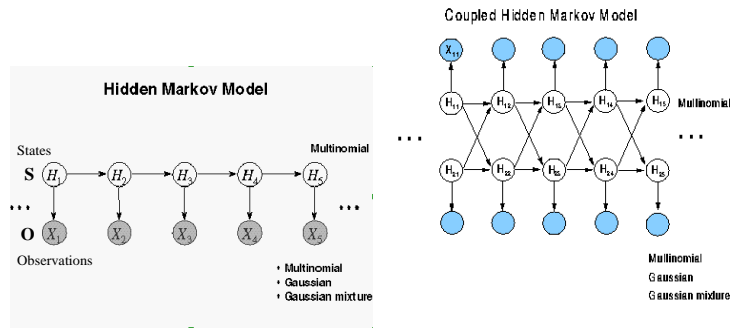 Hidden Markov Model
States
Multinomial
S H1 H2 H3 H4 H5
... ...
O X1 X2 X3 X4 X5
Observations
• Multinomial
• Gaussian
• Gaussian mixture
Coupled Hidden Markov Model
X11
H11 H12 H13 H14 H15 Multinomial
... ...
H21 H22 H23 H24 H25
Multinomial
Gaussian
Gaussian mixture